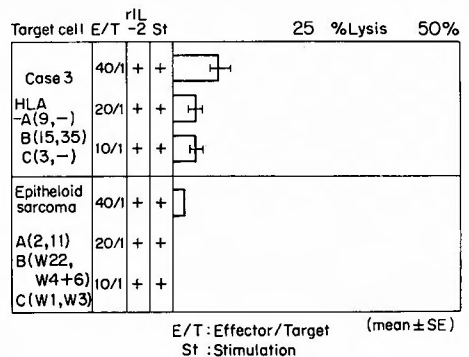 rIL
Target cell E/T -2 St 25 %Lysis 50%
Case 3 40/1 + +
HLA
-A(9,-) 20/1 + +
B(15,35)
C(3,-) 10/1 + +
Epitheloid
sarcoma 40/1 + +
A(2,11) 20/1 + +
B(W22,
W4+6) 10/1 + +
C(W1,W3)
E/T : Effector/Target (mean±SE)
St : Stimulation